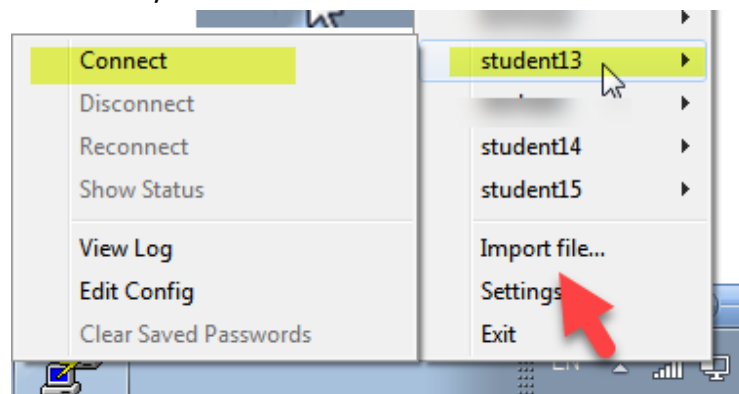 Connect
Disconnect
Reconnect
Show Status
View Log
Edit Config
Clear Saved Passwords
student13
student14
student15
Import file...
Settings
Exit
EN